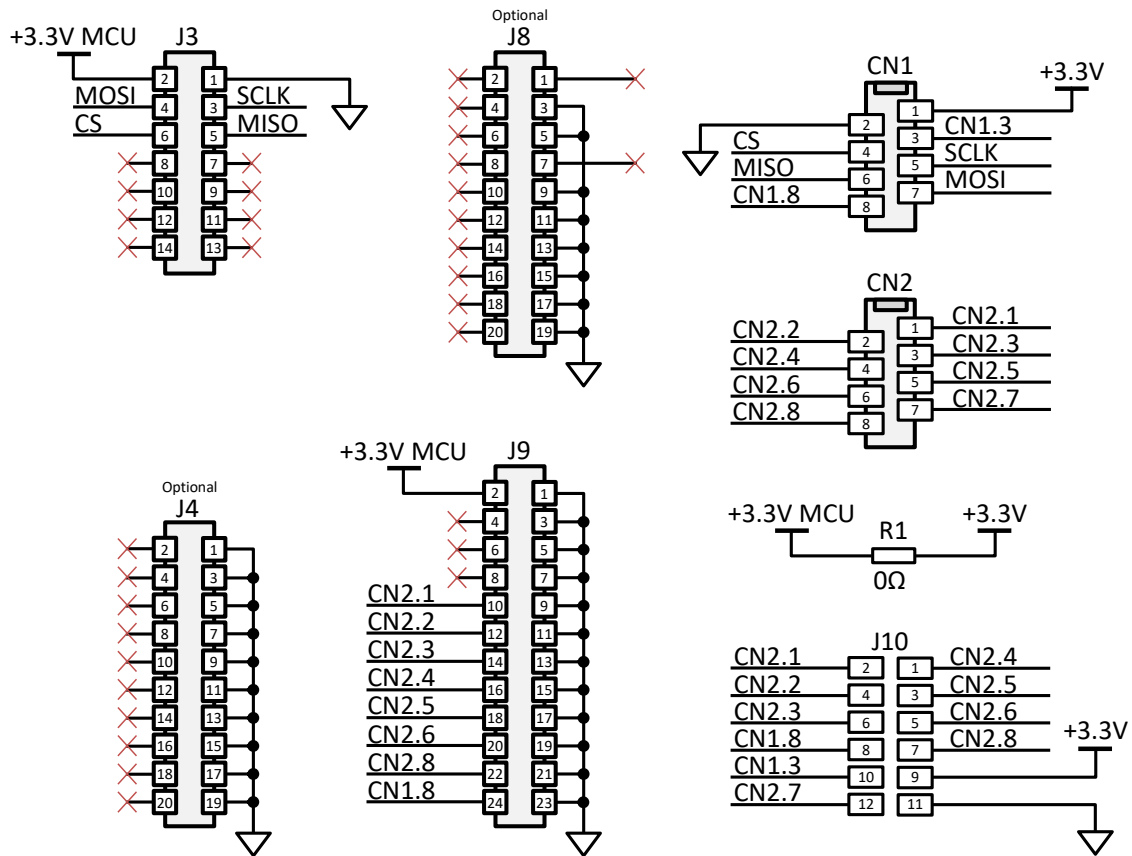 +3.3V MCU
J3
2 1
MOSI 4 3 SCLK
CS 6 5 MISO
8 7
10 9
12 11
14 13
Optional
J8
2 1
4 3
6 5
8 7
10 9
12 11
14 13
16 15
18 17
20 19
CN1
+3.3V
1
2
3 CN1.3
CS 4
5 SCLK
MISO 6
7 MOSI
CN1.8 8
CN2
1 CN2.1
CN2.2 2
3 CN2.3
CN2.4 4
5 CN2.5
CN2.6 6
7 CN2.7
CN2.8 8
Optional
J4
2 1
4 3
6 5
8 7
10 9
12 11
14 13
16 15
18 17
20 19
+3.3V MCU
J9
2 1
4 3
6 5
8 7
CN2.1 10 9
CN2.2 12 11
CN2.3 14 13
CN2.4 16 15
CN2.5 18 17
CN2.6 20 19
CN2.8 22 21
CN1.8 24 23
+3.3V MCU
R1
+3.3V
0Ω
J10
CN2.1 2 1 CN2.4
CN2.2 4 3 CN2.5
CN2.3 6 5 CN2.6
CN1.8 8 7 CN2.8
+3.3V
CN1.3 10 9
CN2.7 12 11